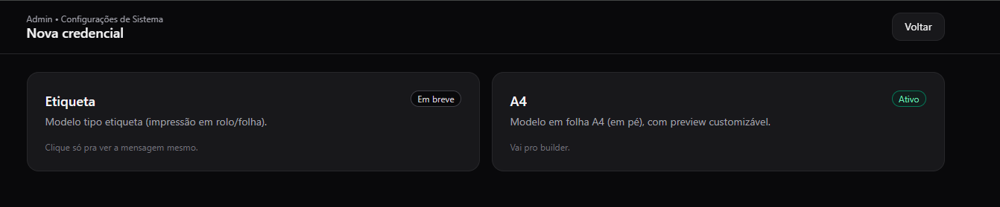 Admin • Configurações de Sistema
Nova credencial
Voltar
Etiqueta
Em breve
Modelo tipo etiqueta (impressão em rolo/folha).
Clique só pra ver a mensagem mesmo.
A4
Ativo
Modelo em folha A4 (em pé), com preview customizável.
Vai pro builder.